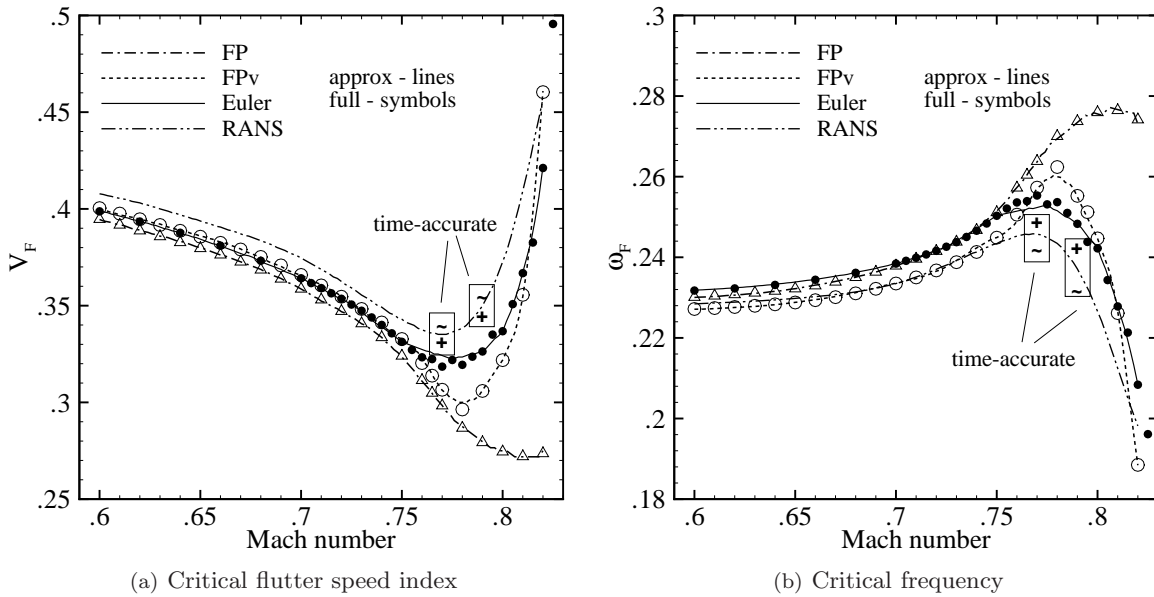 .5
.45
.4
.35
.3
.25
V_F
FP
FPv
Euler
RANS
approx - lines
full - symbols
time-accurate
~
+
~
+
.6 .65 .7 .75 .8
Mach number
(a) Critical flutter speed index
.3
.28
.26
.24
.22
.2
.18
ω_F
FP
FPv
Euler
RANS
approx - lines
full - symbols
+
~
+
~
time-accurate
.6 .65 .7 .75 .8
Mach number
(b) Critical frequency